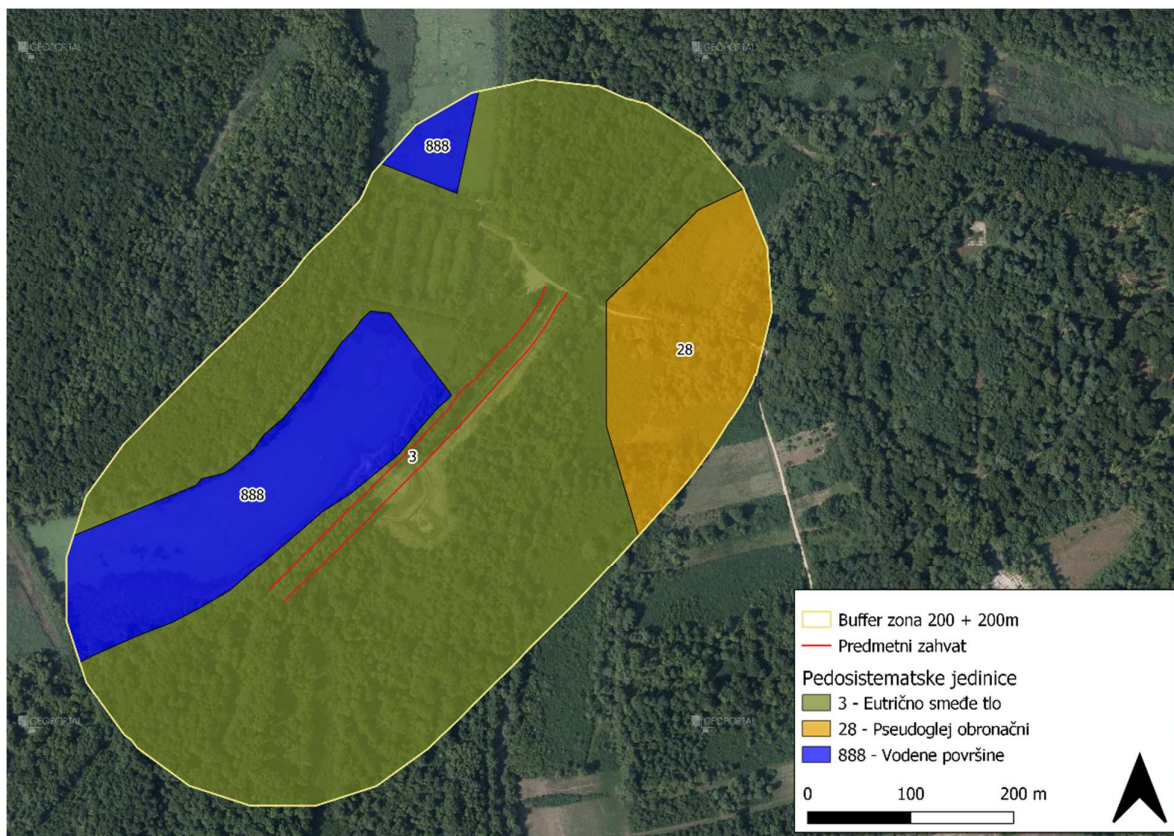 GEOPORTAL
GEOPORTAL
888
28
3
888
GEOPORTAL
GEOPORTAL
Buffer zona 200 + 200m
Predmetni zahvat
Pedosistematske jedinice
3 - Eutrično smeđe tlo
28 - Pseudoglej obronačni
888 - Vodene površine
0 100 200 m